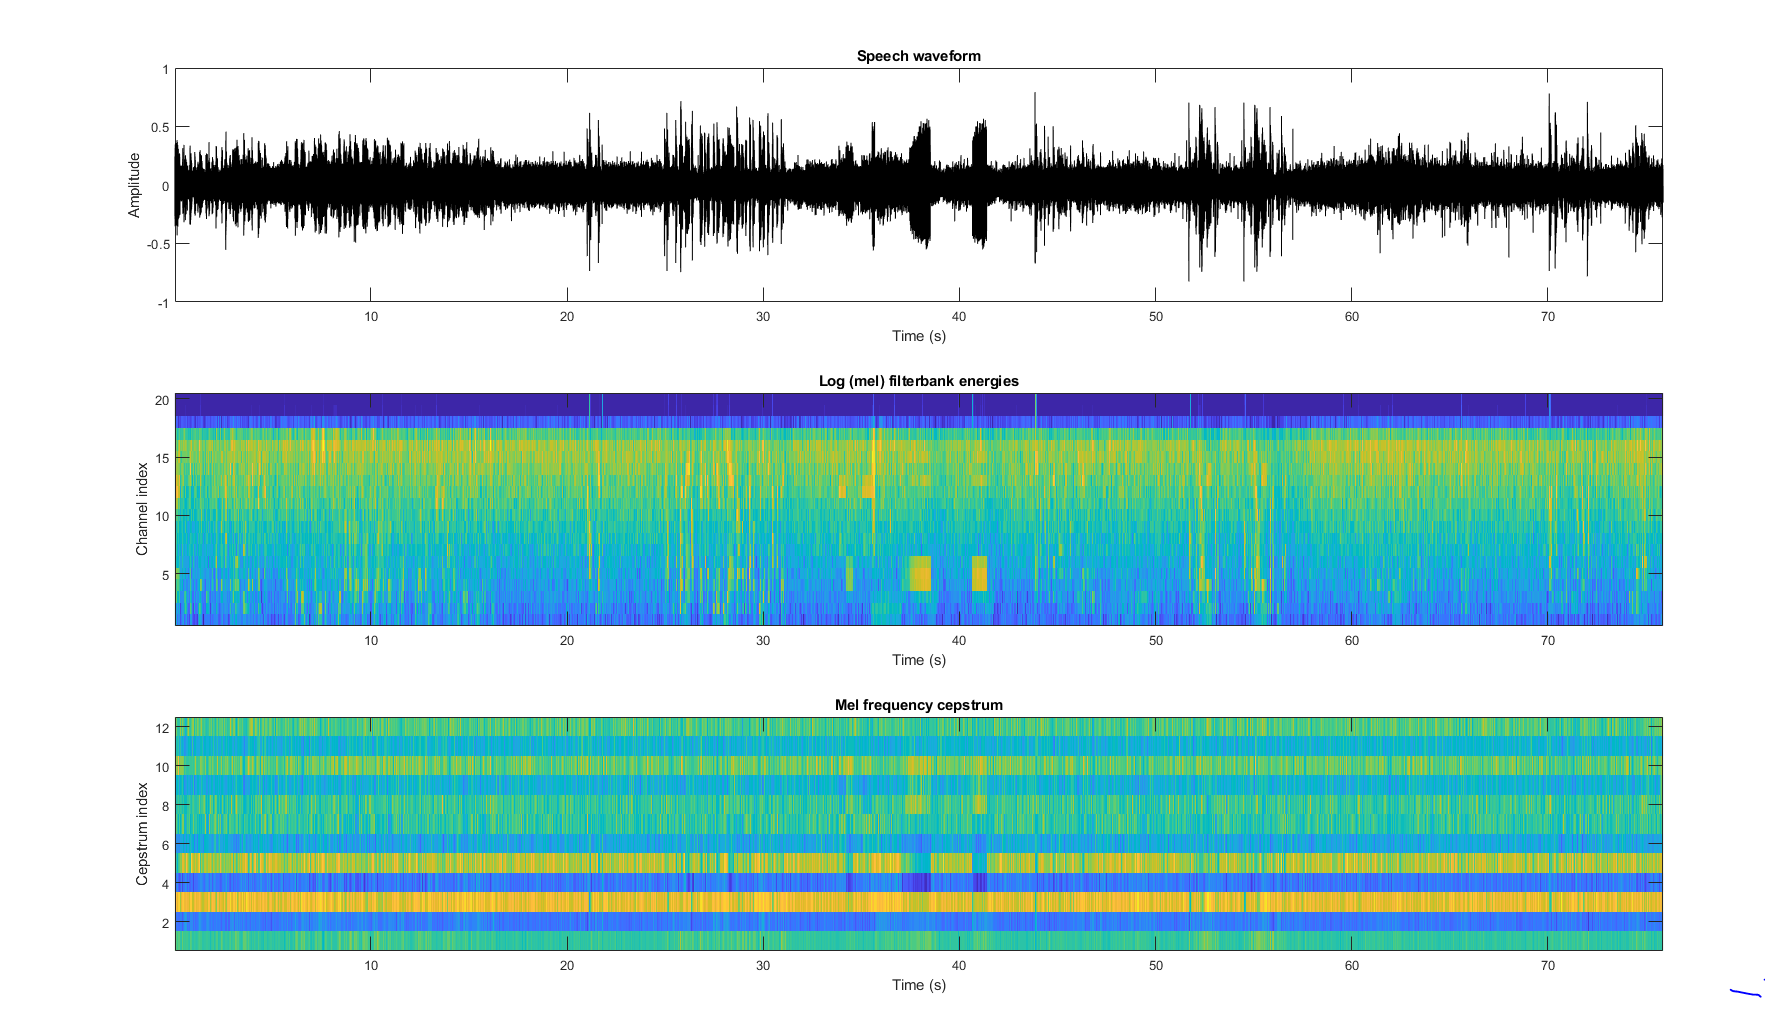 Speech waveform
1
0.5
0
-0.5
-1
Amplitude
10 20 30 40 50 60 70
Time (s)
Log (mel) filterbank energies
20
15
10
5
Channel index
10 20 30 40 50 60 70
Time (s)
Mel frequency cepstrum
12
10
8
6
4
2
Cepstrum index
10 20 30 40 50 60 70
Time (s)